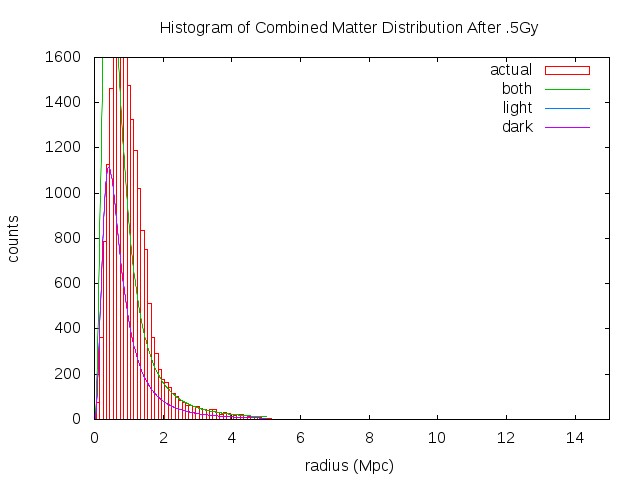 Histogram of Combined Matter Distribution After .5Gy
actual
both
light
dark
1600
1400
1200
1000
800
600
400
200
0
counts
0 2 4 6 8 10 12 14
radius (Mpc)